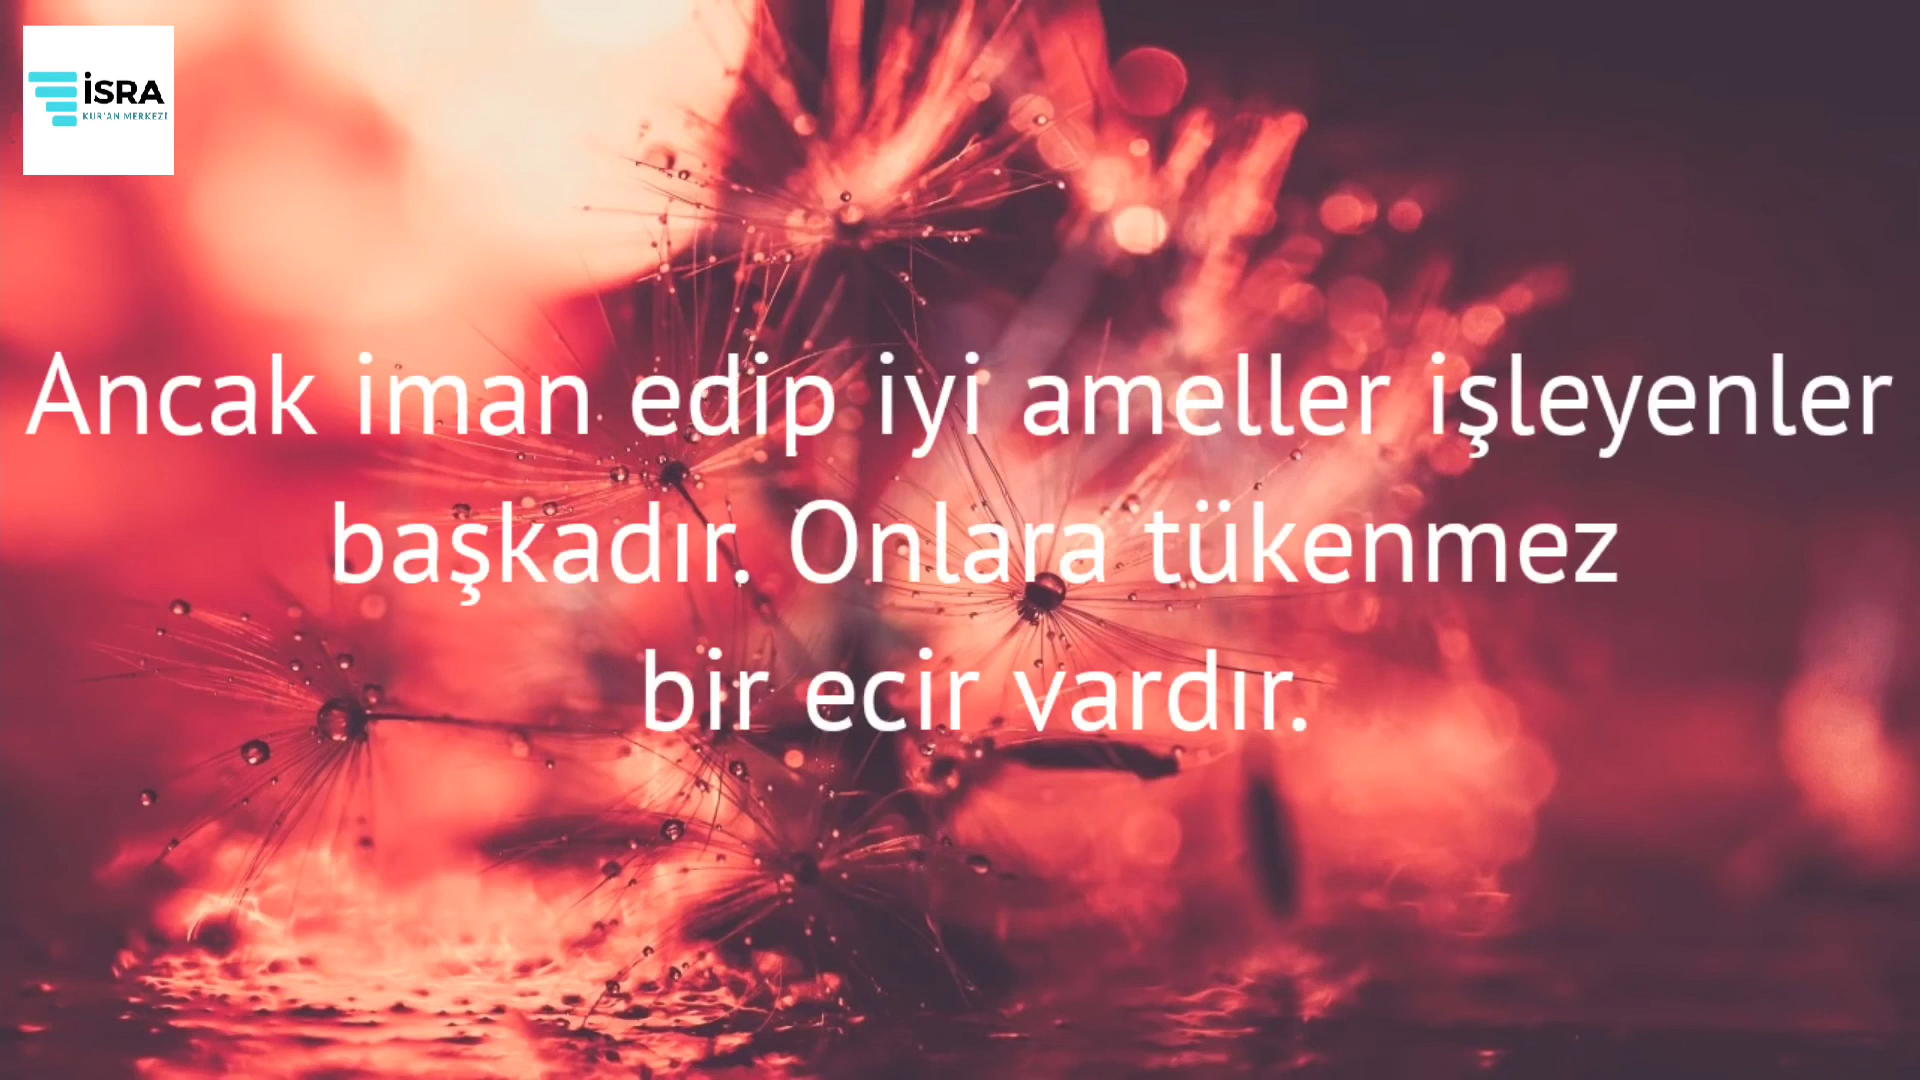 İSRA
KUR'AN MERKEZİ
Ancak iman edip iyi ameller işleyenler
başkadır. Onlara tükenmez
bir ecir vardır.